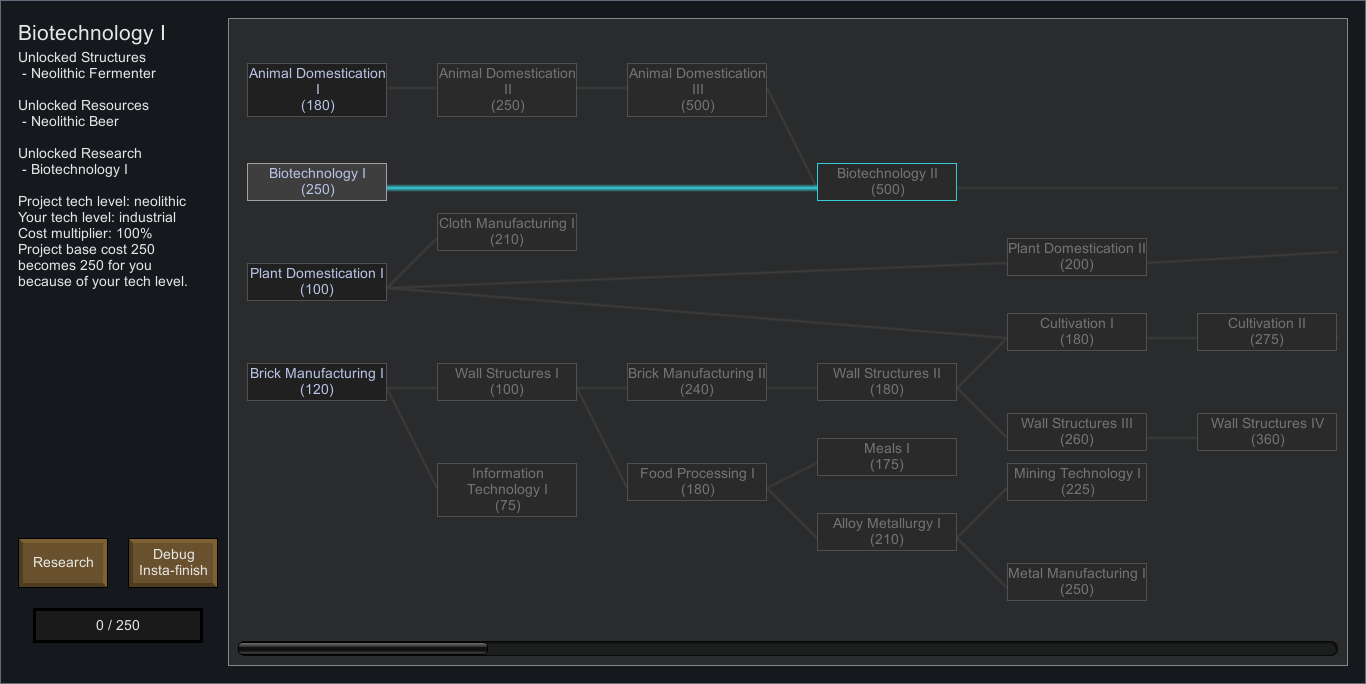 Biotechnology I
Unlocked Structures
- Neolithic Fermenter
Unlocked Resources
- Neolithic Beer
Unlocked Research
- Biotechnology I
Project tech level: neolithic
Your tech level: industrial
Cost multiplier: 100%
Project base cost 250
becomes 250 for you
because of your tech level.
Research
Debug
Insta-finish
0 / 250
Animal Domestication
I
(180)
Animal Domestication
II
(250)
Animal Domestication
III
(500)
Biotechnology I
(250)
Biotechnology II
(500)
Cloth Manufacturing I
(210)
Plant Domestication I
(100)
Plant Domestication II
(200)
Cultivation I
(180)
Cultivation II
(275)
Brick Manufacturing I
(120)
Wall Structures I
(100)
Brick Manufacturing II
(240)
Wall Structures II
(180)
Wall Structures III
(260)
Wall Structures IV
(360)
Information
Technology I
(75)
Food Processing I
(180)
Meals I
(175)
Mining Technology I
(225)
Alloy Metallurgy I
(210)
Metal Manufacturing I
(250)